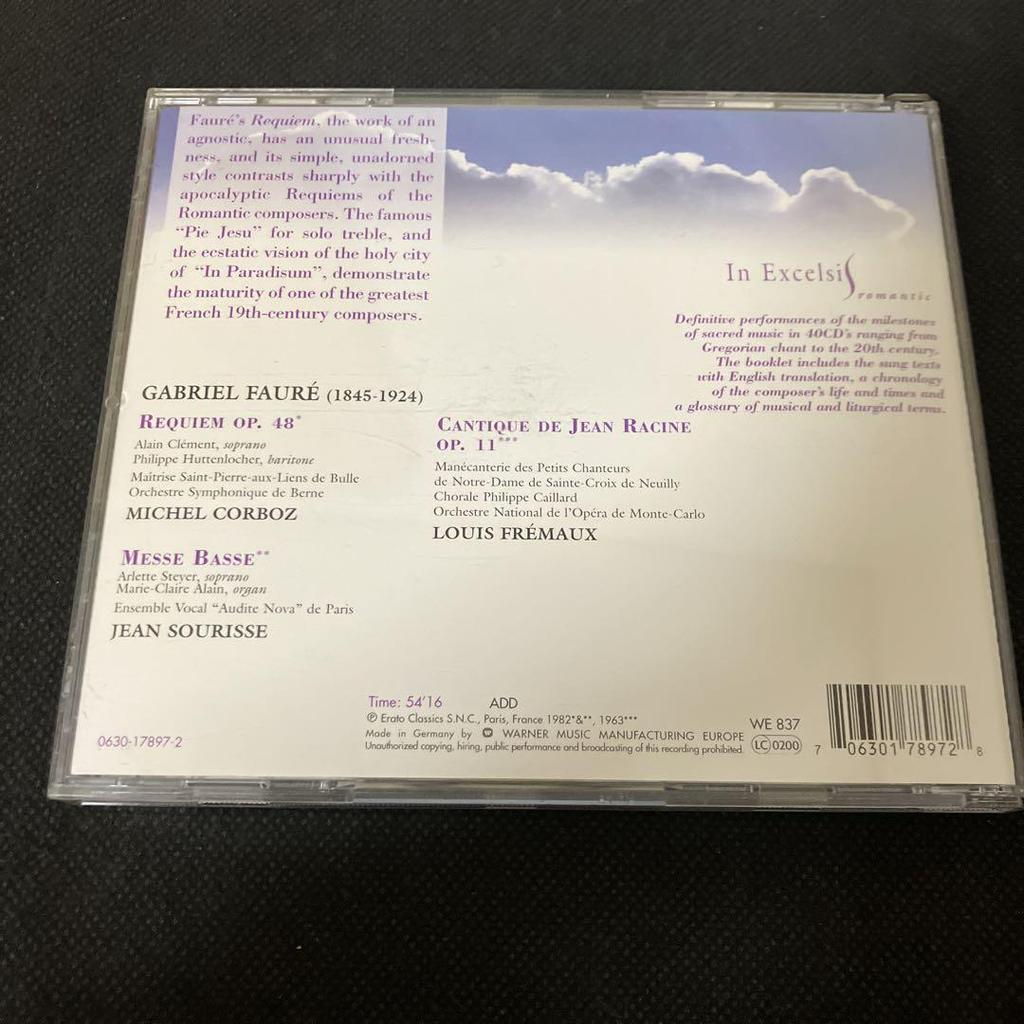 Fauré's Requiem, the work of an
agnostic, has an unusual fresh-
ness, and its simple, unadorned
style contrasts sharply with the
apocalyptic Requiems of the
Romantic composers. The famous
"Pie Jesu" for solo treble, and
the ecstatic vision of the holy city
of "In Paradisum", demonstrate
the maturity of one of the greatest
French 19th-century composers.
In Excelsis
romantic
Definitive performances of the milestones
of sacred music in 40CD's ranging from
Gregorian chant to the 20th century.
The booklet includes the sung texts
with English translation, a chronology
of the composer's life and times and
a glossary of musical and liturgical terms.
GABRIEL FAURÉ (1845-1924)
REQUIEM OP. 48*
Alain Clément, soprano
Philippe Huttenlocher, baritone
Maîtrise Saint-Pierre-aux-Liens de Bulle
Orchestre Symphonique de Berne
MICHEL CORBOZ
MESSE BASSE**
Arlette Steyer, soprano
Marie-Claire Alain, organ
Ensemble Vocal "Audite Nova" de Paris
JEAN SOURISSE
CANTIQUE DE JEAN RACINE
OP. 11***
Manécanterie des Petits Chanteurs
de Notre-Dame de Sainte-Croix de Neuilly
Chorale Philippe Caillard
Orchestre National de l'Opéra de Monte-Carlo
LOUIS FRÉMAUX
Time: 54'16 ADD
℗ Erato Classics S.N.C., Paris, France 1982*&**, 1963***
Made in Germany by WARNER MUSIC MANUFACTURING EUROPE
Unauthorized copying, hiring, public performance and broadcasting of this recording prohibited.
0630-17897-2
WE 837
LC 0200
7 06301 78972 8